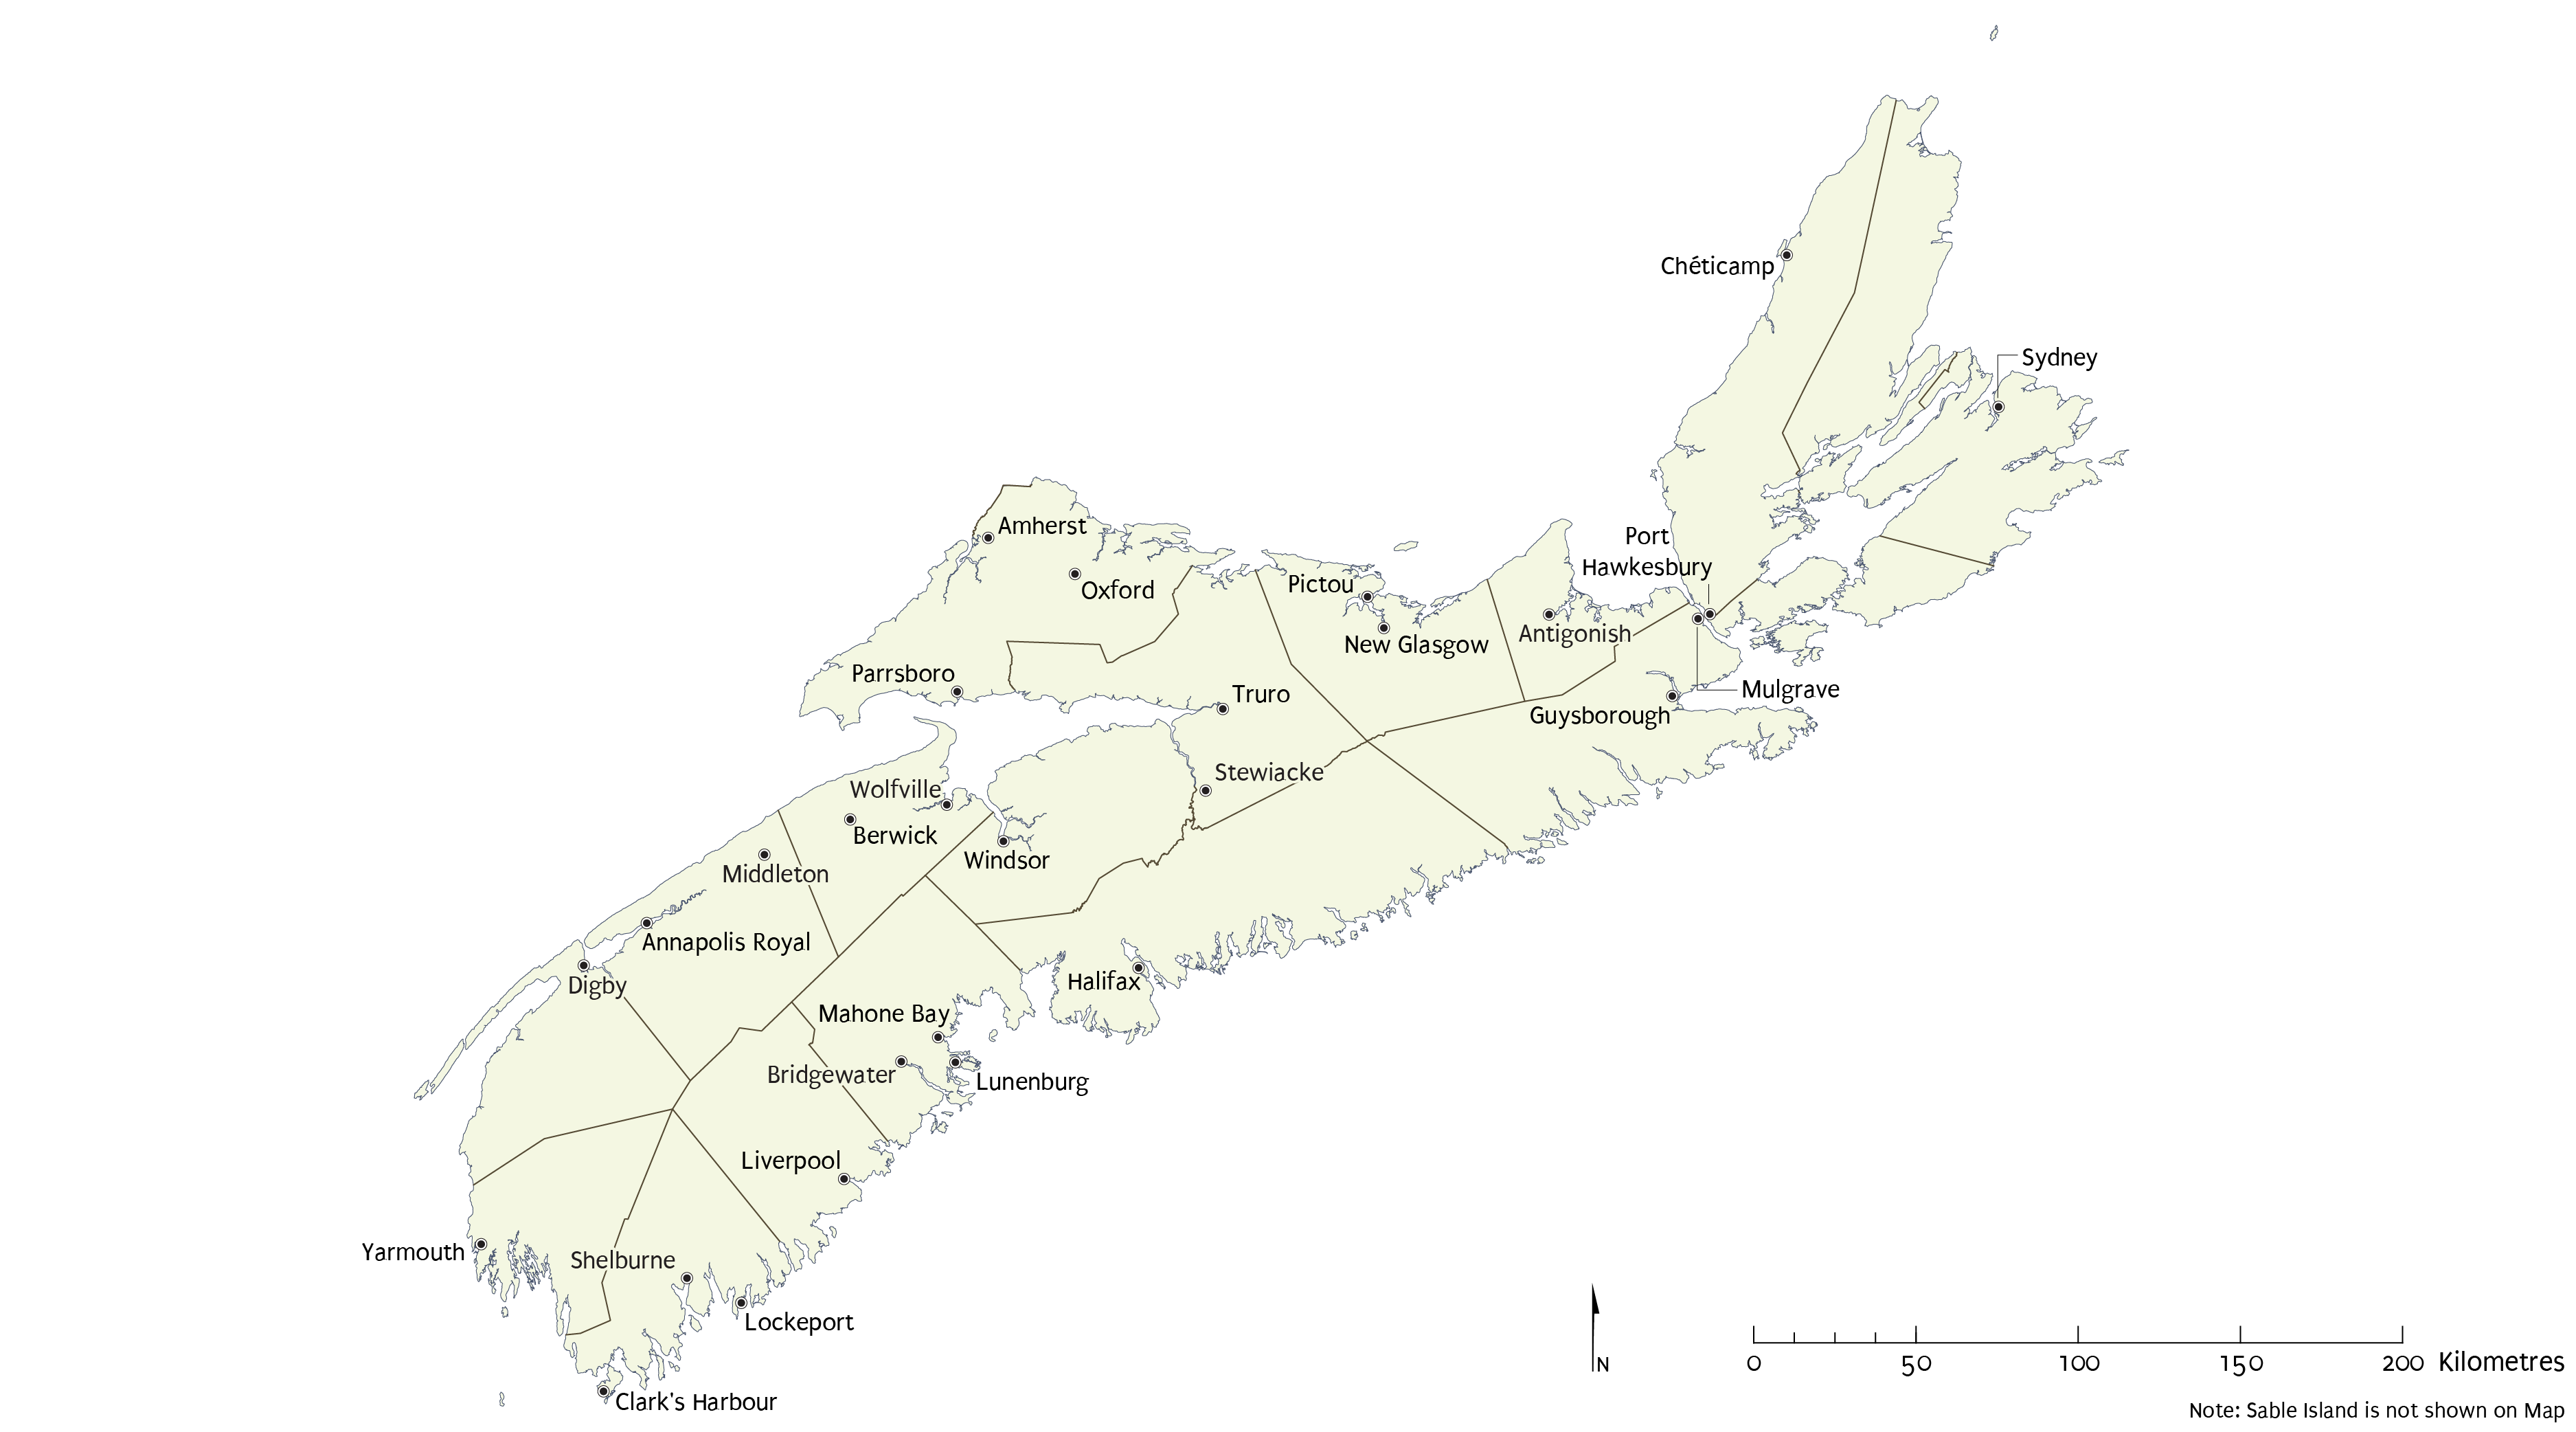 Chéticamp
Sydney
Amherst
Port
Hawkesbury
Oxford
Pictou
New Glasgow
Antigonish
Parrsboro
Truro
Mulgrave
Guysborough
Stewiacke
Wolfville
Berwick
Windsor
Middleton
Annapolis Royal
Halifax
Digby
Mahone Bay
Bridgewater
Lunenburg
Liverpool
Yarmouth
Shelburne
Lockeport
Clark's Harbour
N
0 50 100 150 200 Kilometres
Note: Sable Island is not shown on Map